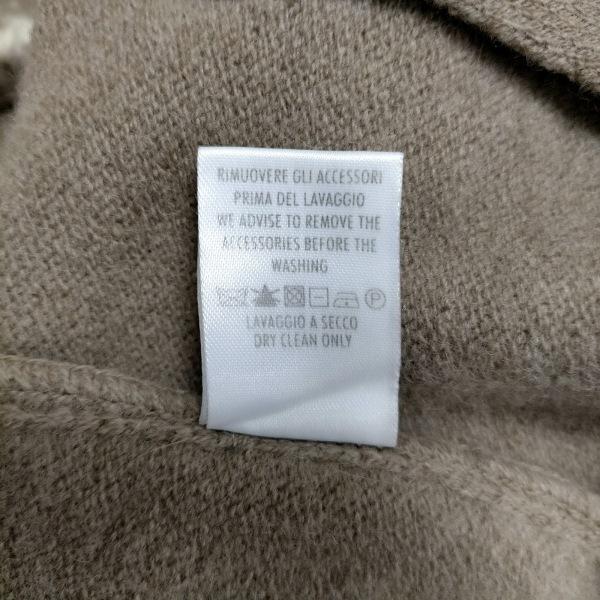 RIMUOVERE GLI ACCESSORI
PRIMA DEL LAVAGGIO
WE ADVISE TO REMOVE THE
ACCESSORIES BEFORE THE
WASHING
P
LAVAGGIO A SECCO
DRY CLEAN ONLY